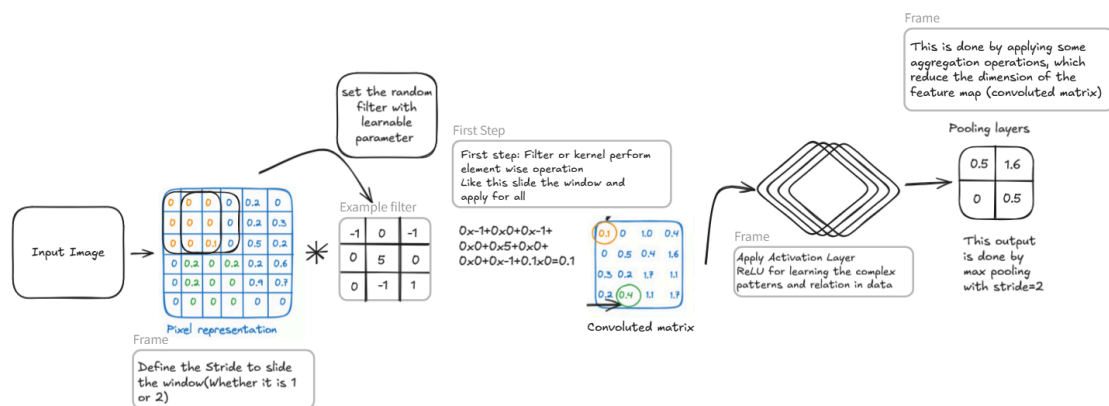 Frame
This is done by applying some
aggregation operations, which
reduce the dimension of the
feature map (convoluted matrix)
set the random
filter with
learnable
parameter
First Step
First step: Filter or kernel perform
element wise operation
Like this slide the window and
apply for all
Pooling layers
0.5 1.6
0 0.5
This output
is done by
max pooling
with stride=2
Input Image
0 0 0 0 0.2 0
0 0 0 0 0.2 0.3
0 0 0.1 0 0.5 0.2
0 0.2 0 0.2 0.2 0.6
0 0.2 0 0 0.9 0.7
0 0 0 0 0 0
Pixel representation
*
Example filter
-1 0 -1
0 5 0
0 -1 1
0x-1+0x0+0x-1+
0x0+0x5+0x0+
0x0+0x-1+0.1x0=0.1
0.1 0 1.0 0.4
0 0.5 0.4 1.6
0.3 0.2 1.7 1.1
0.2 0.4 1.1 1.7
Convoluted matrix
Frame
Apply Activation Layer
ReLU for learning the complex
patterns and relation in data
Frame
Define the Stride to slide
the window(Whether it is 1
or 2)